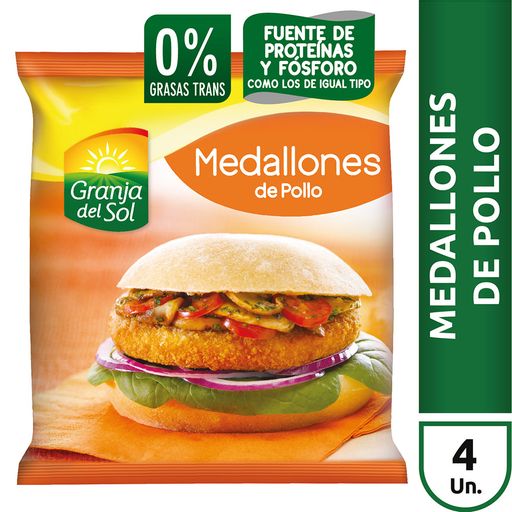 0%
GRASAS TRANS
FUENTE DE
PROTEÍNAS
Y FÓSFORO
COMO LOS DE IGUAL TIPO
Granja
del Sol
Medallones
de Pollo
MEDALLONES
DE POLLO
4
Un.